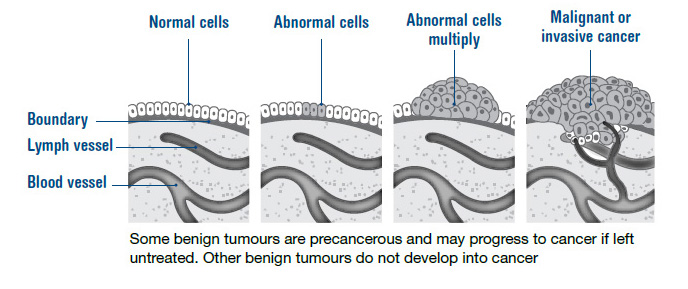 Normal cells
Abnormal cells
Abnormal cells
multiply
Malignant or
invasive cancer
Boundary
Lymph vessel
Blood vessel
Some benign tumours are precancerous and may progress to cancer if left
untreated. Other benign tumours do not develop into cancer